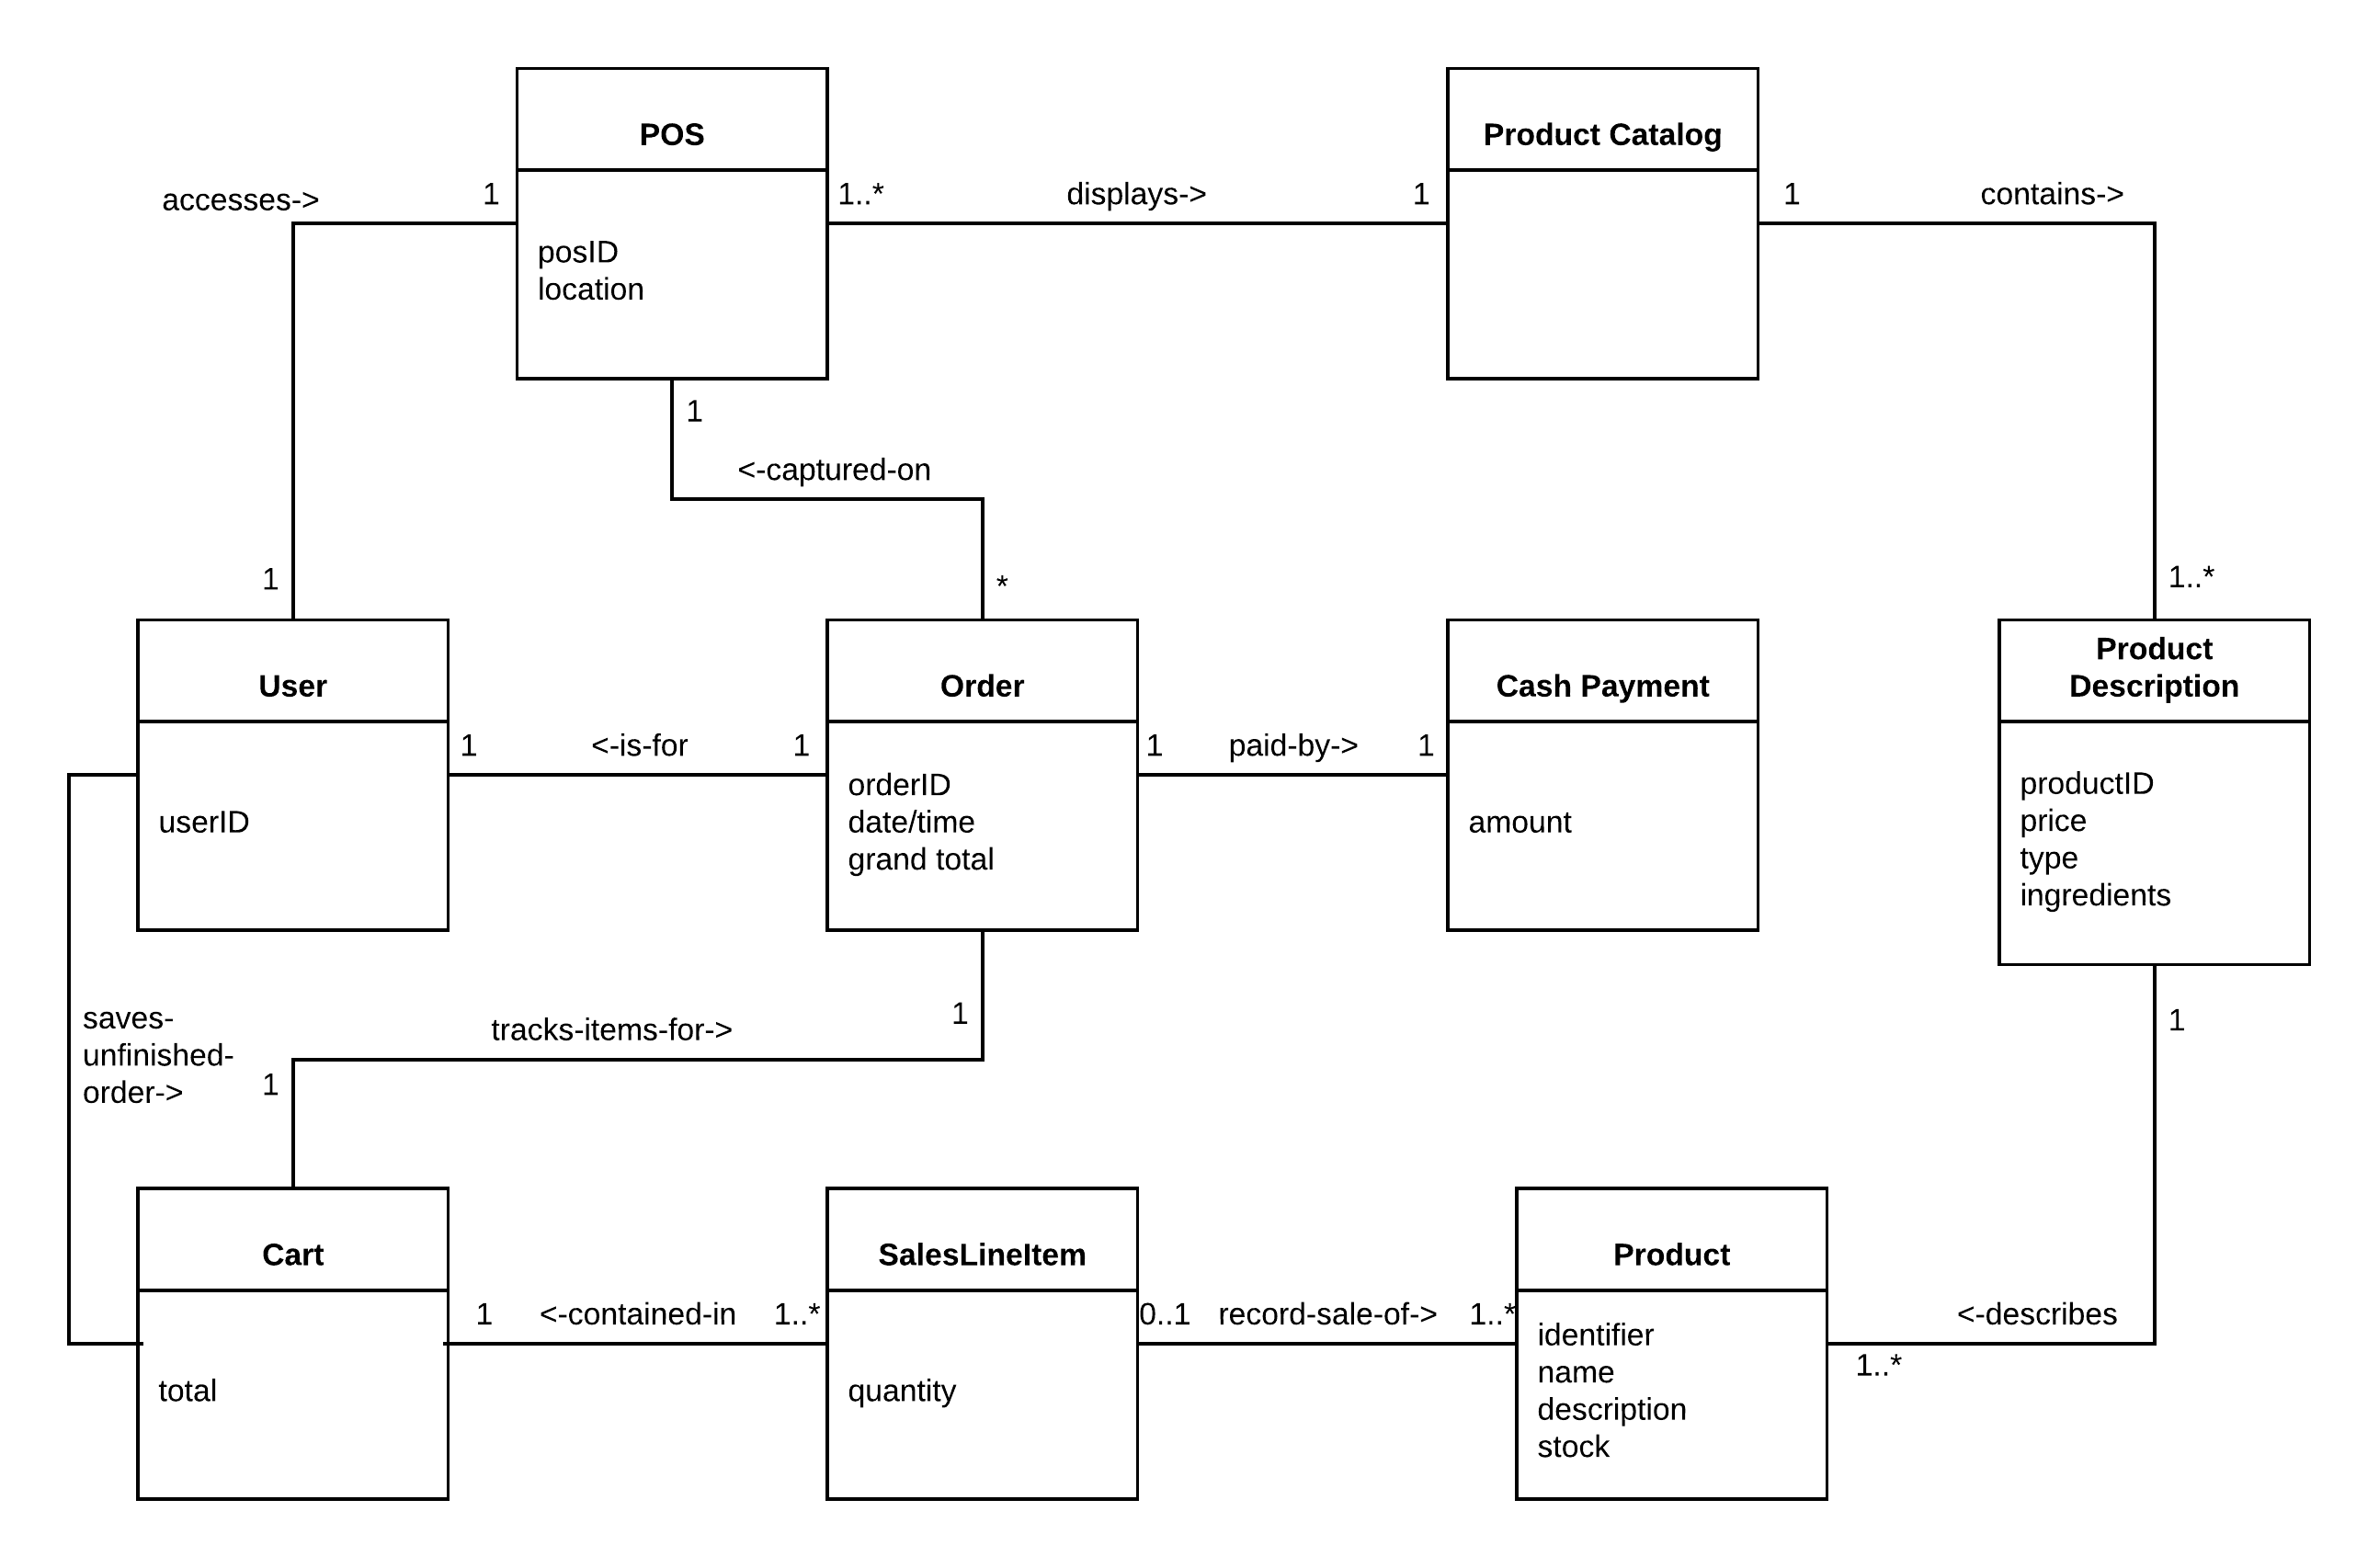 POS
Product Catalog
accesses->
1
1..*
displays->
1
1
contains->
posID
location
1
<-captured-on
1
*
1..*
User
Order
Cash Payment
Product
Description
1
<-is-for
1
1
paid-by->
1
userID
orderID
date/time
grand total
amount
productID
price
type
ingredients
saves-
unfinished-
order->
1
tracks-items-for->
1
1
Cart
SalesLineItem
Product
1
<-contained-in
1..*
0..1
record-sale-of->
1..*
<-describes
1..*
total
quantity
identifier
name
description
stock